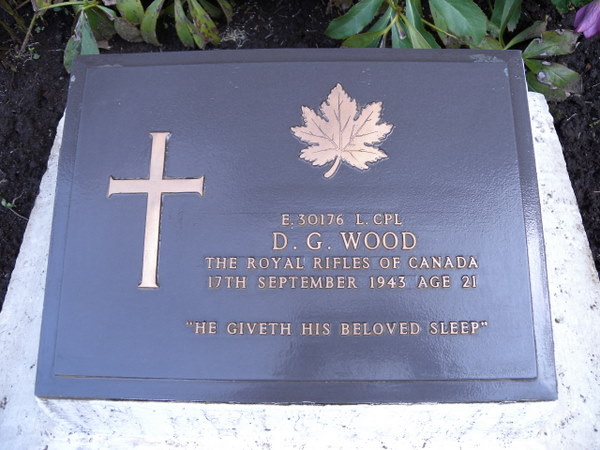 E. 30176 L. CPL
D. G. WOOD
THE ROYAL RIFLES OF CANADA
17TH SEPTEMBER 1943 AGE 21
"HE GIVETH HIS BELOVED SLEEP"